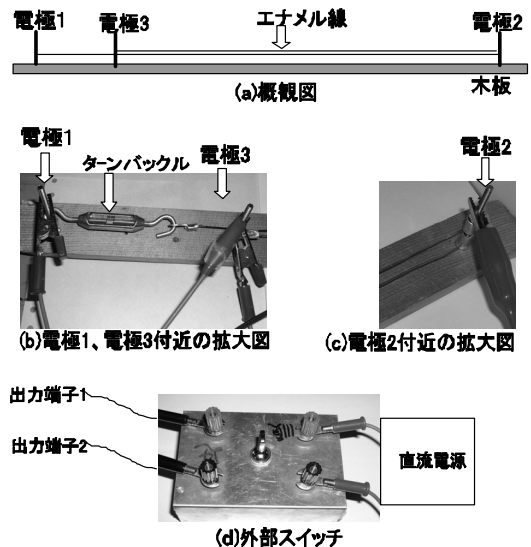 電極1
電極3
エナメル線
電極2
木板
(a)概観図
電極1
ターンバックル
電極3
電極2
(b)電極1、電極3付近の拡大図
(c)電極2付近の拡大図
出力端子1
出力端子2
直流電源
(d)外部スイッチ